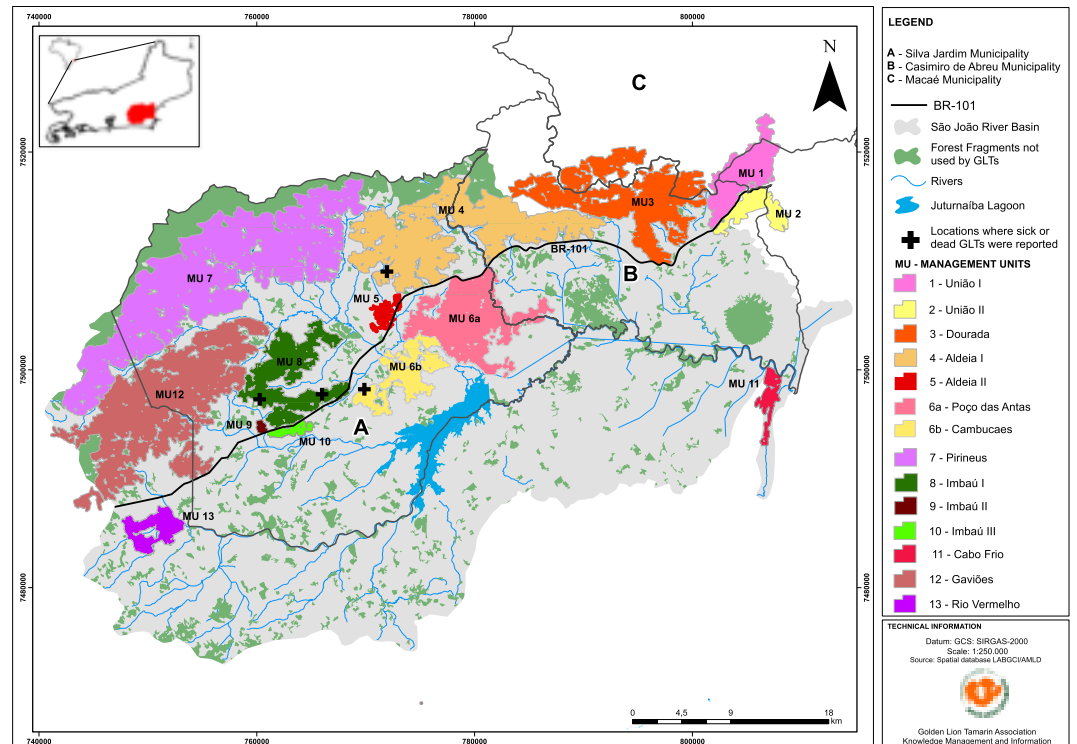 740000
760000
780000
800000
N
C
7520000
7520000
MU 1
MU 4
MU3
MU 2
BR-101
B
MU 7
MU 5
MU 6a
MU 8
MU 6b
7500000
7500000
MU12
MU 11
MU 9
A
MU 10
MU 13
7480000
7480000
0
4,5
9
18
km
740000
760000
780000
800000
LEGEND
A - Silva Jardim Municipality
B - Casimiro de Abreu Municipality
C - Macaé Municipality
BR-101
São João River Basin
Forest Fragments not
used by GLTs
Rivers
Juturnaíba Lagoon
Locations where sick or
dead GLTs were reported
MU - MANAGEMENT UNITS
1 - União I
2 - União II
3 - Dourada
4 - Aldeia I
5 - Aldeia II
6a - Poço das Antas
6b - Cambucaes
7 - Pirineus
8 - Imbaú I
9 - Imbaú II
10 - Imbaú III
11 - Cabo Frio
12 - Gaviões
13 - Rio Vermelho
TECHNICAL INFORMATION
Datum: GCS: SIRGAS-2000
Scale: 1:250.000
Source: Spatial database LABGCI/AMLD
Golden Lion Tamarin Association
Knowledge Management and Information